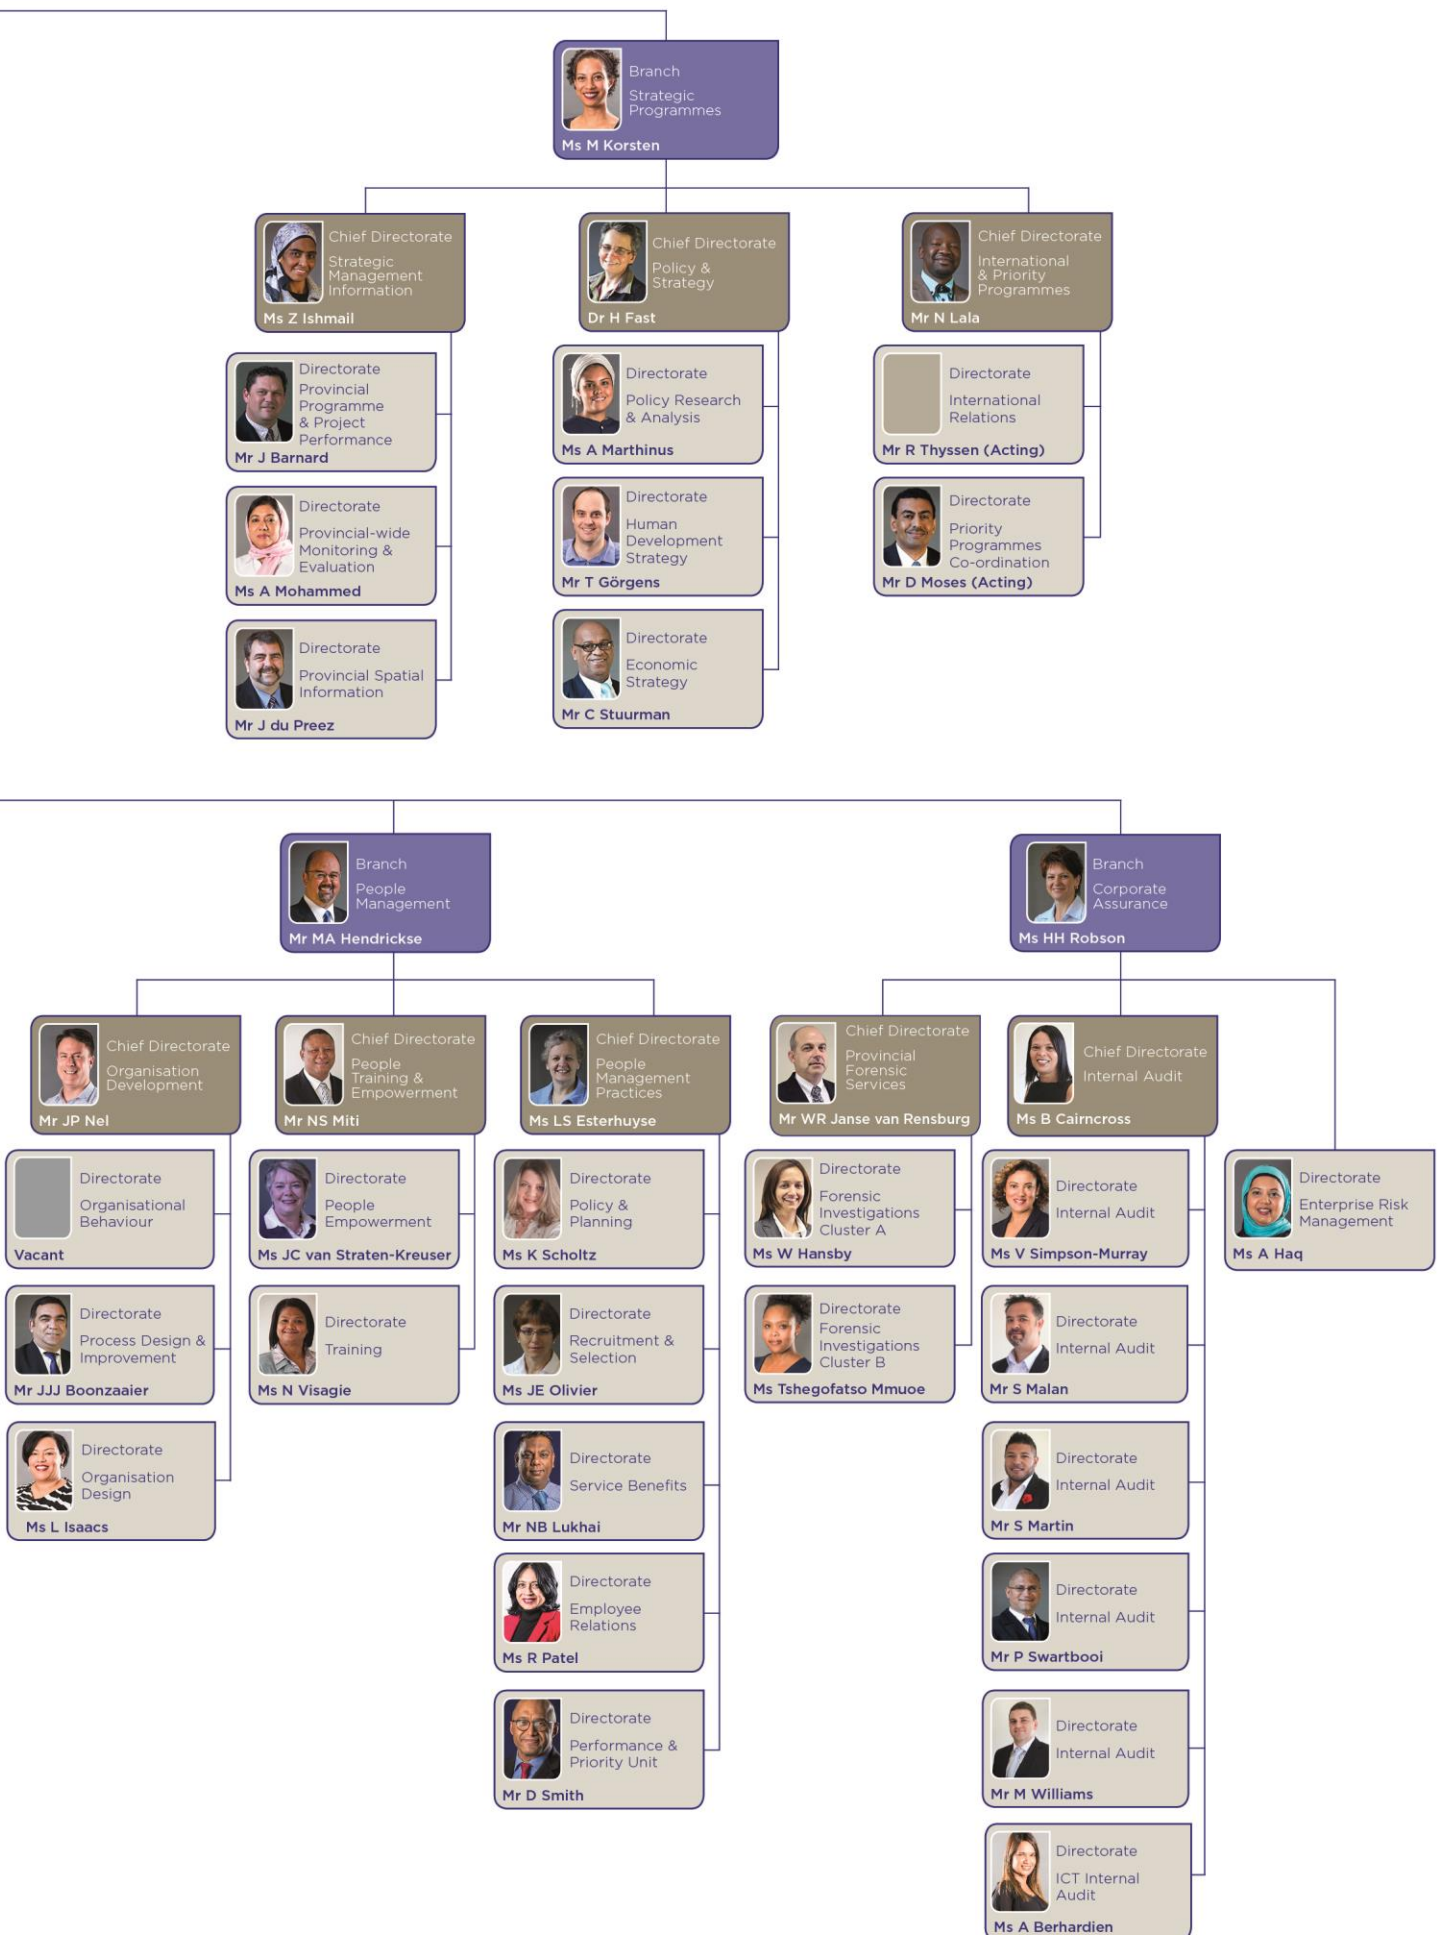 Branch
Strategic
Programmes
Ms M Korsten
Chief Directorate
Strategic
Management
Information
Ms Z Ishmail
Chief Directorate
Policy &
Strategy
Dr H Fast
Chief Directorate
International
& Priority
Programmes
Mr N Lala
Directorate
Provincial
Programme
& Project
Performance
Mr J Barnard
Directorate
Provincial-wide
Monitoring &
Evaluation
Ms A Mohammed
Directorate
Provincial Spatial
Information
Mr J du Preez
Directorate
Policy Research
& Analysis
Ms A Marthinus
Directorate
Human
Development
Strategy
Mr T Görgens
Directorate
Economic
Strategy
Mr C Stuurman
Directorate
International
Relations
Mr R Thyssen (Acting)
Directorate
Priority
Programmes
Co-ordination
Mr D Moses (Acting)
Branch
People
Management
Mr MA Hendrickse
Branch
Corporate
Assurance
Ms HH Robson
Chief Directorate
Organisation
Development
Mr JP Nel
Chief Directorate
People
Training &
Empowerment
Mr NS Miti
Chief Directorate
People
Management
Practices
Ms LS Esterhuyse
Chief Directorate
Provincial
Forensic
Services
Mr WR Janse van Rensburg
Chief Directorate
Internal Audit
Ms B Cairncross
Directorate
Organisational
Behaviour
Vacant
Directorate
Process Design &
Improvement
Mr JJJ Boonzaaier
Directorate
Organisation
Design
Ms L Isaacs
Directorate
People
Empowerment
Ms JC van Straten-Kreuser
Directorate
Training
Ms N Visagie
Directorate
Policy &
Planning
Ms K Scholtz
Directorate
Recruitment &
Selection
Ms JE Olivier
Directorate
Service Benefits
Mr NB Lukhai
Directorate
Employee
Relations
Ms R Patel
Directorate
Performance &
Priority Unit
Mr D Smith
Directorate
Forensic
Investigations
Cluster A
Ms W Hansby
Directorate
Forensic
Investigations
Cluster B
Ms Tshegofatso Mmuoe
Directorate
Internal Audit
Ms V Simpson-Murray
Directorate
Internal Audit
Mr S Malan
Directorate
Internal Audit
Mr S Martin
Directorate
Internal Audit
Mr P Swartbooi
Directorate
Internal Audit
Mr M Williams
Directorate
ICT Internal
Audit
Ms A Berhardien
Directorate
Enterprise Risk
Management
Ms A Haq